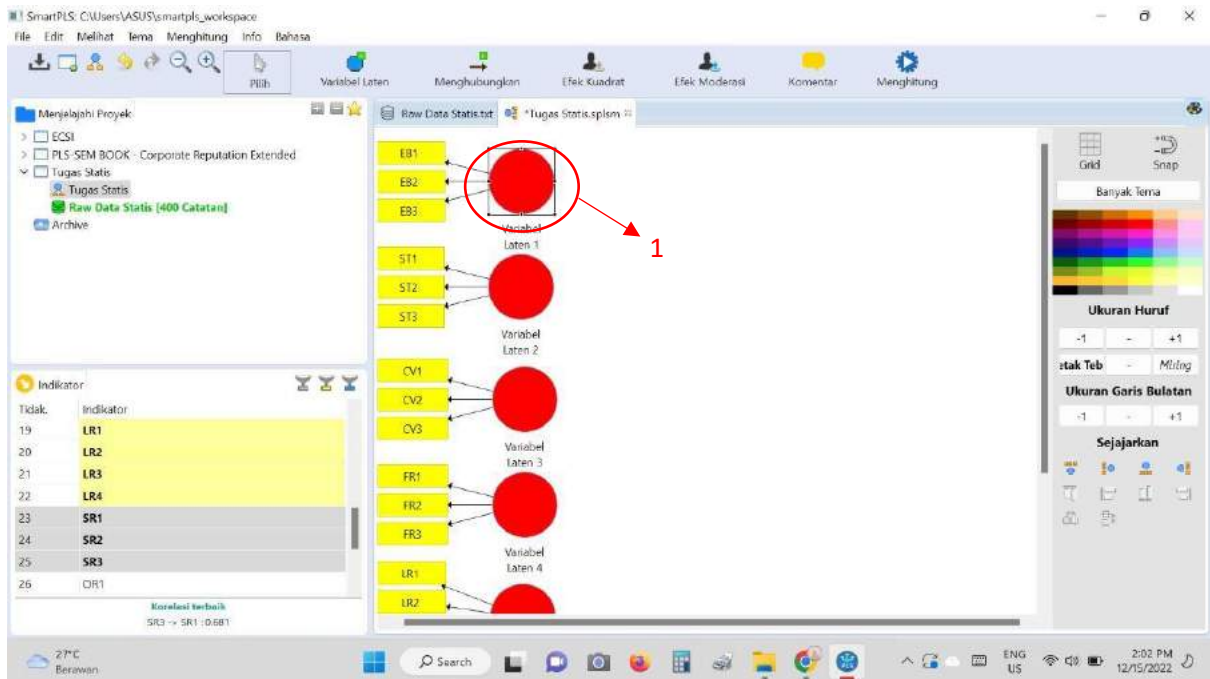 SmartPLS: C:\Users\ASUS\smartpls_workspace
File Edit Melihat Tema Menghitung Info Bahasa
Pilih Variabel Laten Menghubungkan Efek Kuadrat Efek Moderasi Komentar Menghitung
Menjelajahi Proyek
ECSI
PLS-SEM BOOK - Corporate Reputation Extended
Tugas Statis
Tugas Statis
Raw Data Statis [400 Catatan]
Archive
Indikator
Tidak. Indikator
19 LR1
20 LR2
21 LR3
22 LR4
23 SR1
24 SR2
25 SR3
26 OR1
Korelasi terbaik
SR3 -> SR1 : 0.681
Raw Data Statis.txt *Tugas Statis.splsm
EB1
EB2
EB3
Variabel
Laten 1
1
ST1
ST2
ST3
Variabel
Laten 2
CV1
CV2
CV3
Variabel
Laten 3
FR1
FR2
FR3
Variabel
Laten 4
LR1
LR2
Grid Snap
Banyak Tema
Ukuran Huruf
-1 - +1
etak Teb - Miring
Ukuran Garis Bulatan
-1 - +1
Sejajarkan
27°C
Berawan
Search
ENG
US
2:02 PM
12/15/2022